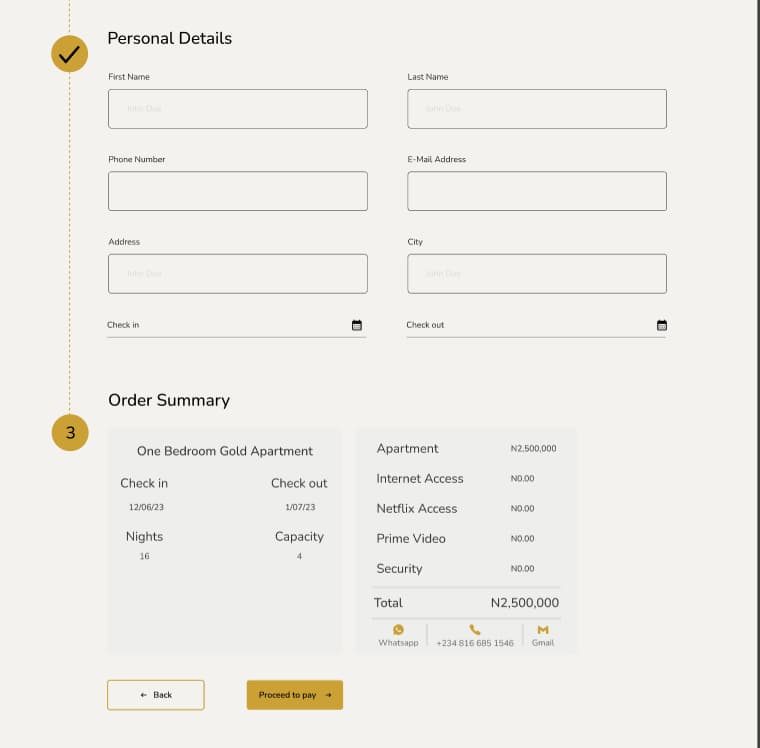 Personal Details
First Name
Last Name
John Doe
John Doe
Phone Number
E-Mail Address
Address
City
John Doe
John Doe
Check in
Check out
3
Order Summary
One Bedroom Gold Apartment
Check in
Check out
12/06/23
1/07/23
Nights
Capacity
16
4
Apartment N2,500,000
Internet Access N0.00
Netflix Access N0.00
Prime Video N0.00
Security N0.00
Total N2,500,000
Whatsapp
+234 816 685 1546
Gmail
← Back
Proceed to pay →